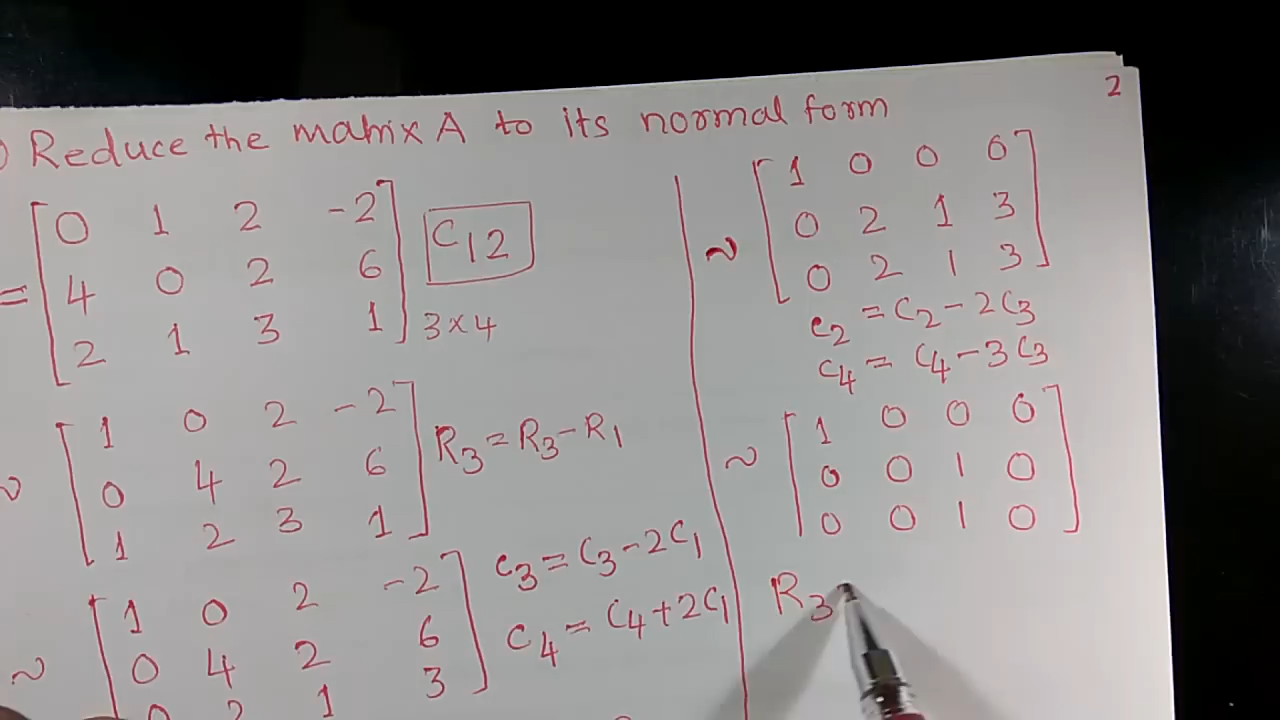 2
) Reduce the matrix A to its normal form
= [ 0 1 2 -2
4 0 2 6
2 1 3 1 ] 3×4
C12
~ [ 1 0 2 -2
0 4 2 6
1 2 3 1 ] R3 = R3 - R1
~ [ 1 0 2 -2
0 4 2 6
0 2 1 3 ]
C3 = C3 - 2C1
C4 = C4 + 2C1
~ [ 1 0 0 0
0 2 1 3
0 2 1 3 ]
C2 = C2 - 2C3
C4 = C4 - 3C3
~ [ 1 0 0 0
0 0 1 0
0 0 1 0 ]
R3